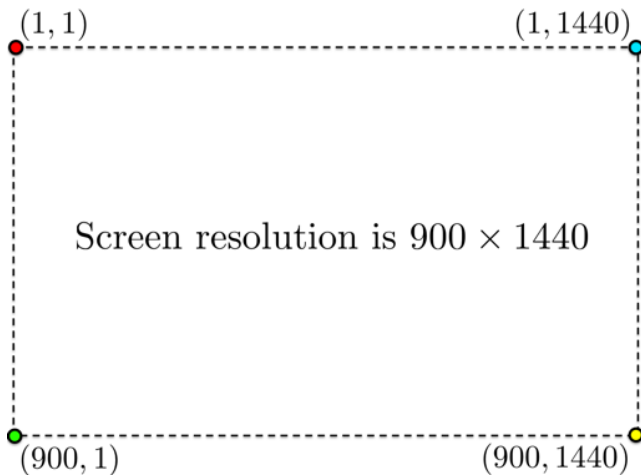 (1, 1) (1, 1440)
Screen resolution is 900 × 1440
(900, 1) (900, 1440)